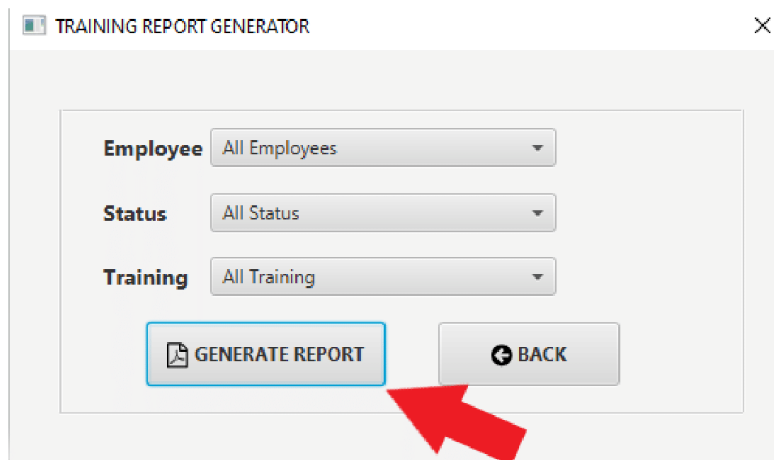 TRAINING REPORT GENERATOR
Employee All Employees
Status All Status
Training All Training
GENERATE REPORT BACK